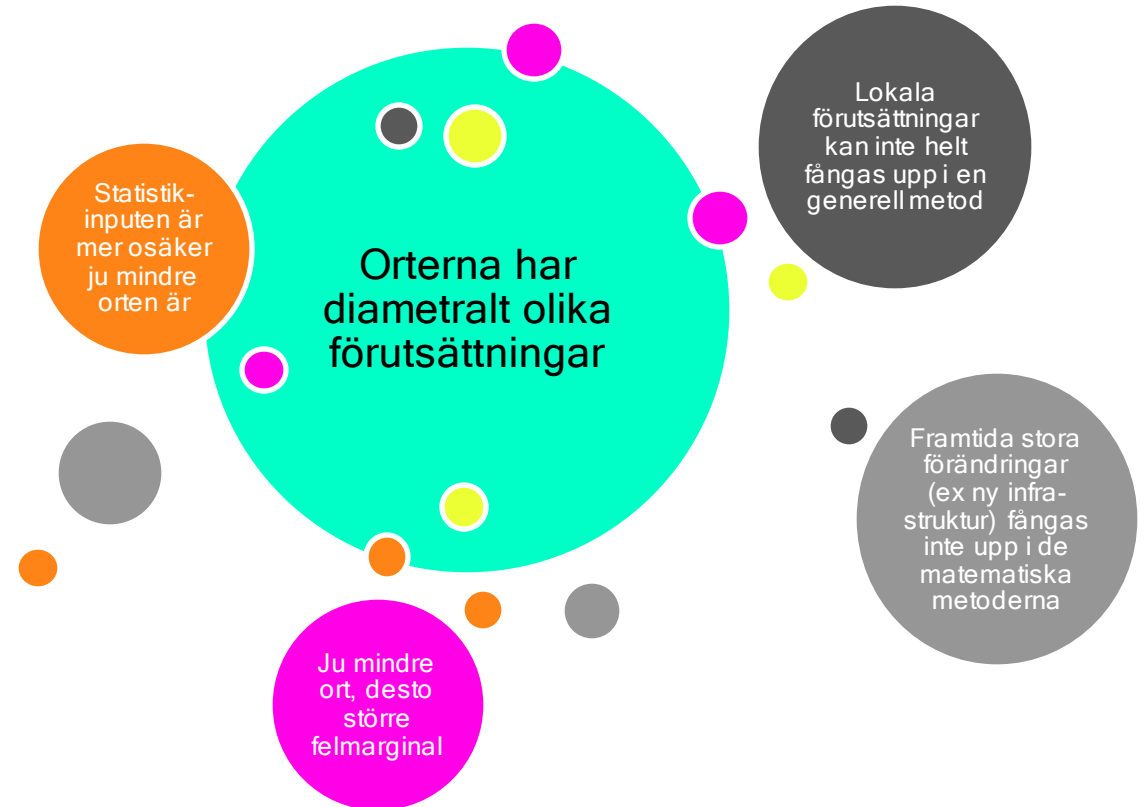 Orterna har
diametralt olika
förutsättningar
Statistik-
inputen är
mer osäker
ju mindre
orten är
Lokala
förutsättningar
kan inte helt
fångas upp i en
generell metod
Framtida stora
förändringar
(ex ny infra-
struktur) fångas
inte upp i de
matematiska
metoderna
Ju mindre
ort, desto
större
felmarginal